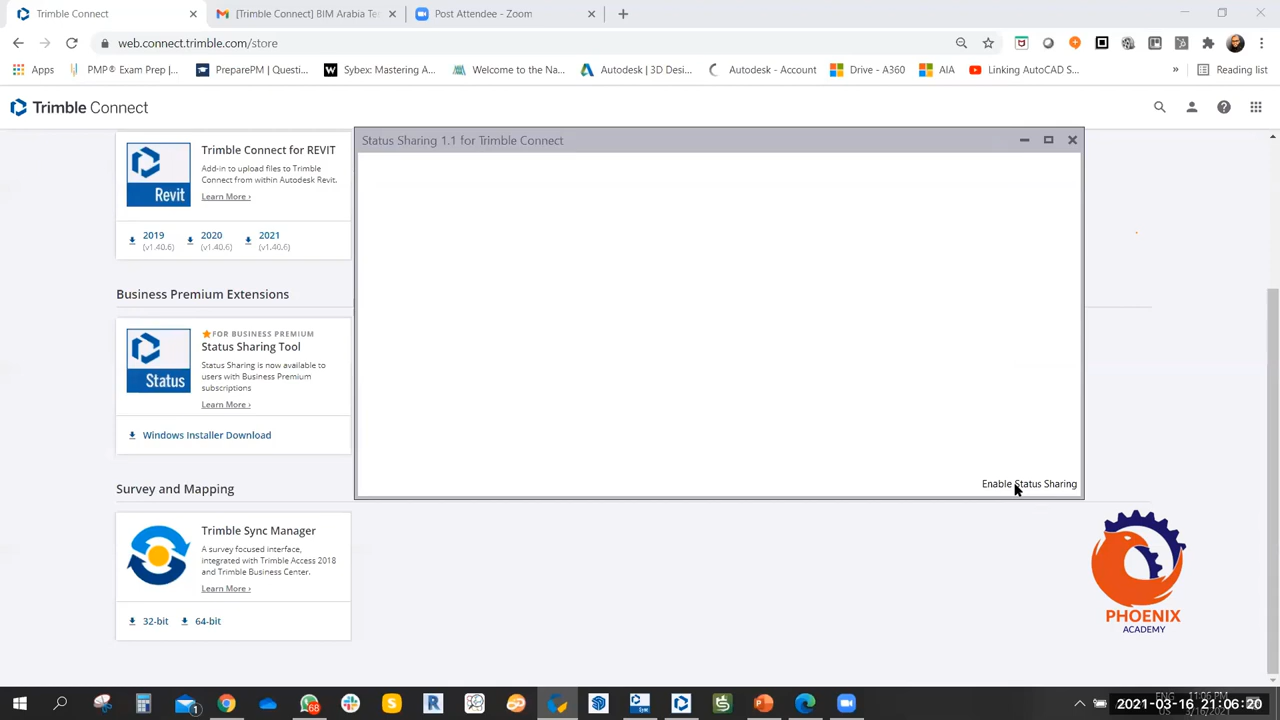 Trimble Connect
[Trimble Connect] BIM Arabia Te
Post Attendee - Zoom
web.connect.trimble.com/store
Apps
PMP® Exam Prep |...
PreparePM | Questi...
Sybex: Mastering A...
Welcome to the Na...
Autodesk | 3D Desi...
Autodesk - Account
Drive - A360
AIA
Linking AutoCAD S...
»
Reading list
Trimble Connect
Status Sharing 1.1 for Trimble Connect
Enable Status Sharing
Trimble Connect for REVIT
Add-in to upload files to Trimble
Connect from within Autodesk Revit.
Learn More ›
Revit
2019
(v1.40.6)
2020
(v1.40.6)
2021
(v1.40.6)
Business Premium Extensions
FOR BUSINESS PREMIUM
Status Sharing Tool
Status Sharing is now available to
users with Business Premium
subscriptions
Learn More ›
Status
Windows Installer Download
Survey and Mapping
Trimble Sync Manager
A survey focused interface,
integrated with Trimble Access 2018
and Trimble Business Center.
Learn More ›
32-bit
64-bit
PHOENIX
ACADEMY
68
1
ENG
11:06 PM
2021-03-16 21:06:20